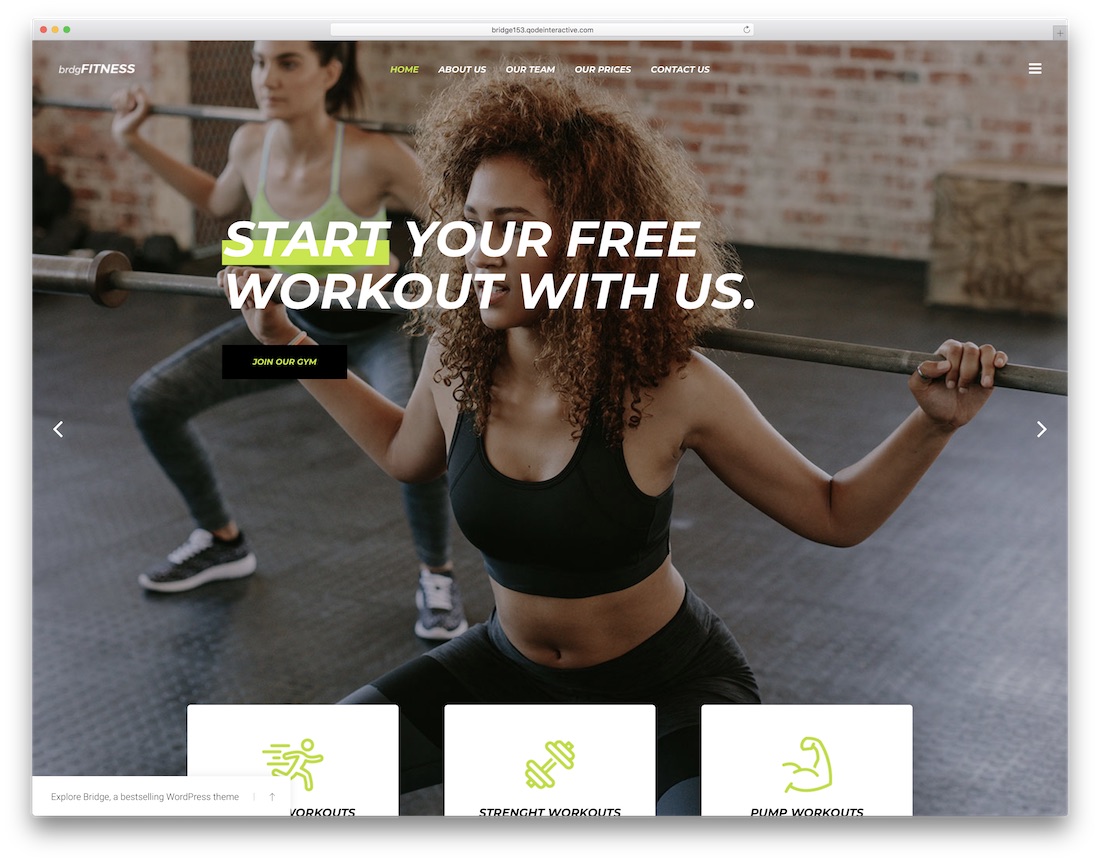 bridge153.qodeinteractive.com
brdgFITNESS
HOME ABOUT US OUR TEAM OUR PRICES CONTACT US
START YOUR FREE
WORKOUT WITH US.
JOIN OUR GYM
WORKOUTS
STRENGHT WORKOUTS
PUMP WORKOUTS
Explore Bridge, a bestselling WordPress theme